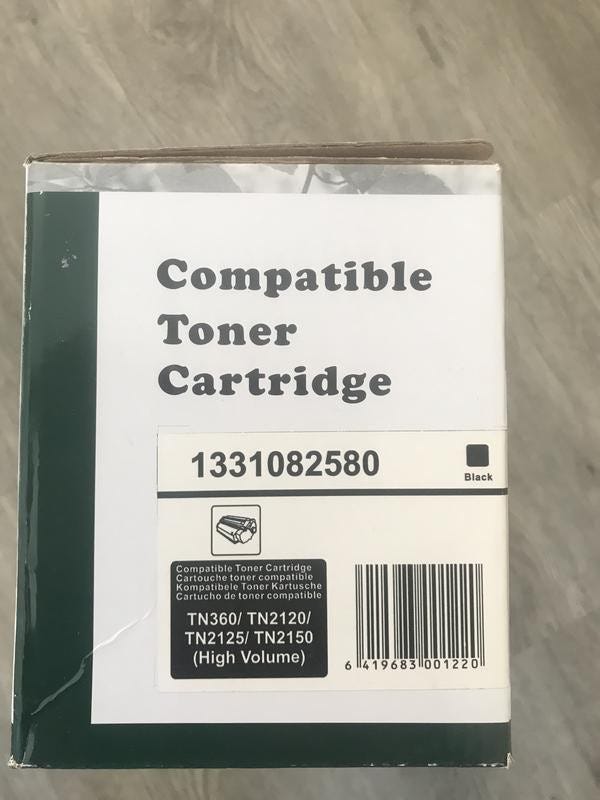 Compatible
Toner
Cartridge
1331082580
Black
Compatible Toner Cartridge
Cartouche toner compatible
Kompatibele Toner Kartusche
Cartucho de toner compatible
TN360/ TN2120/
TN2125/ TN2150
(High Volume)
6 419683 001220